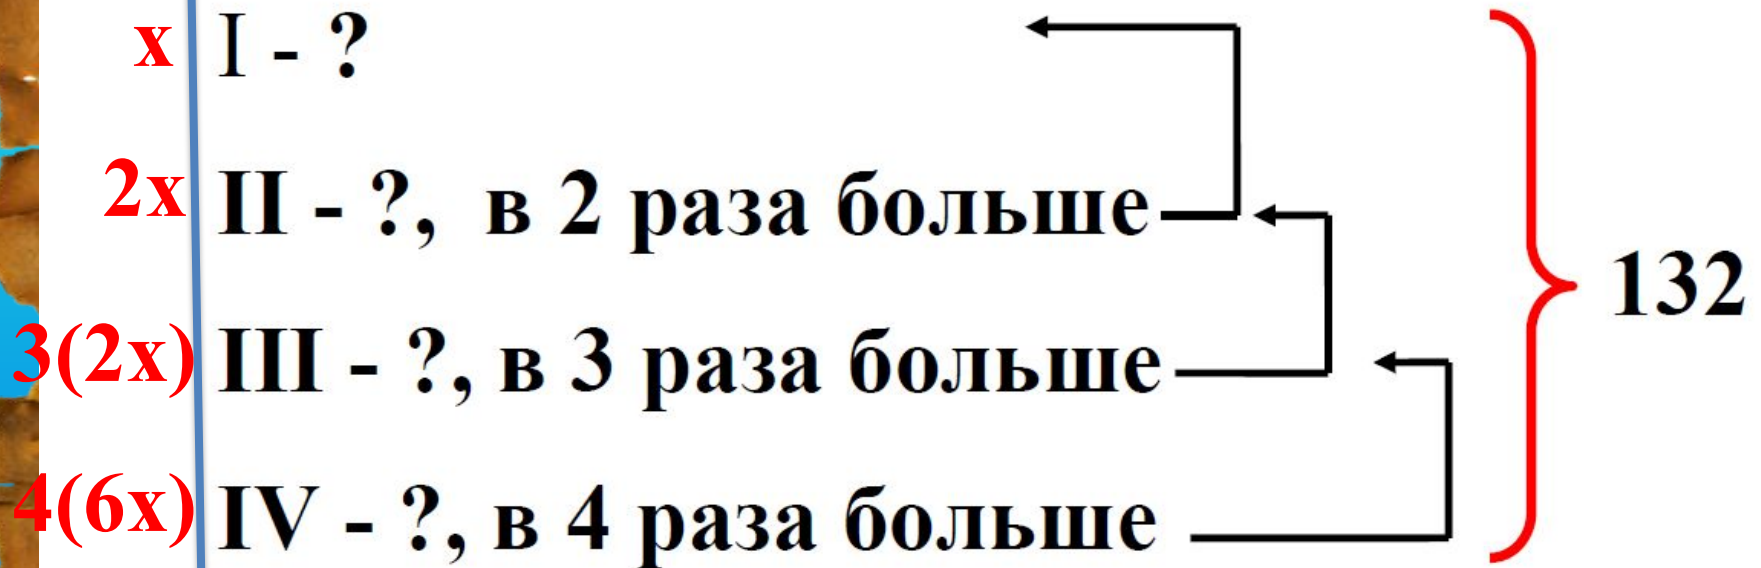 x I - ?
2x II - ?, в 2 раза больше
3(2x) III - ?, в 3 раза больше
4(6x) IV - ?, в 4 раза больше
132